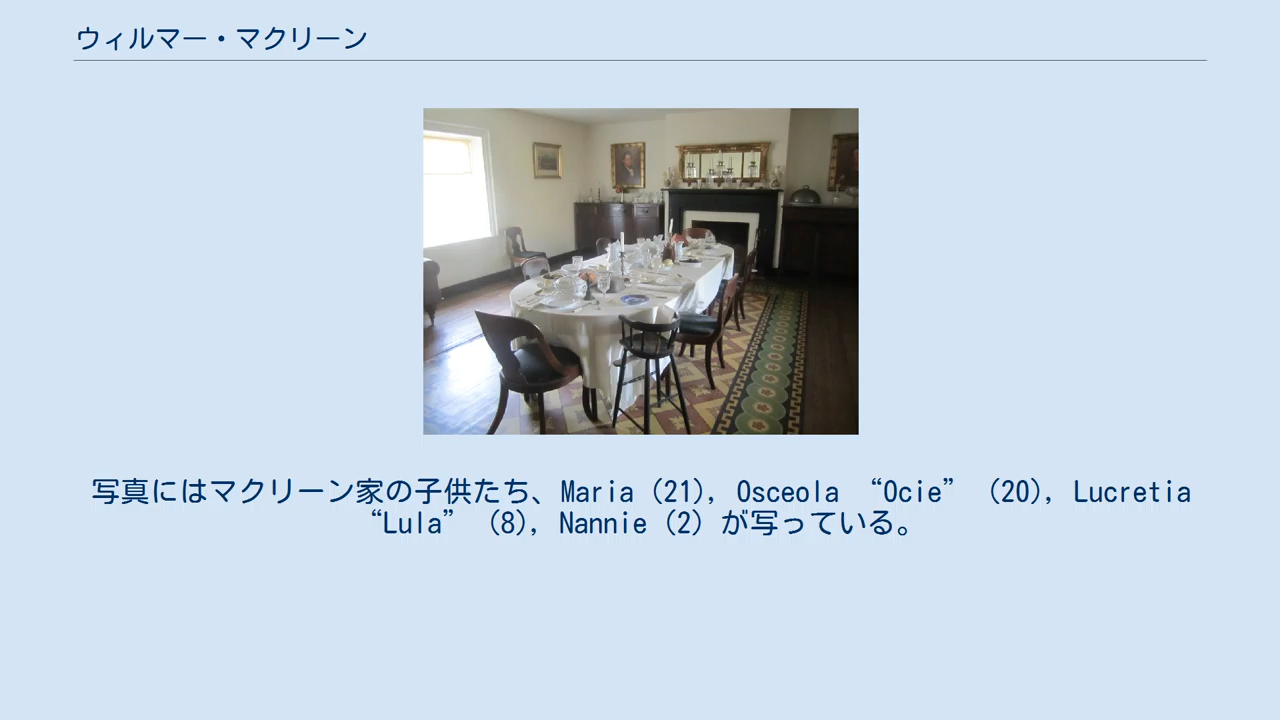 ウィルマー・マクリーン
写真にはマクリーン家の子供たち、Maria (21), Osceola “Ocie” (20), Lucretia
“Lula” (8), Nannie (2) が写っている。